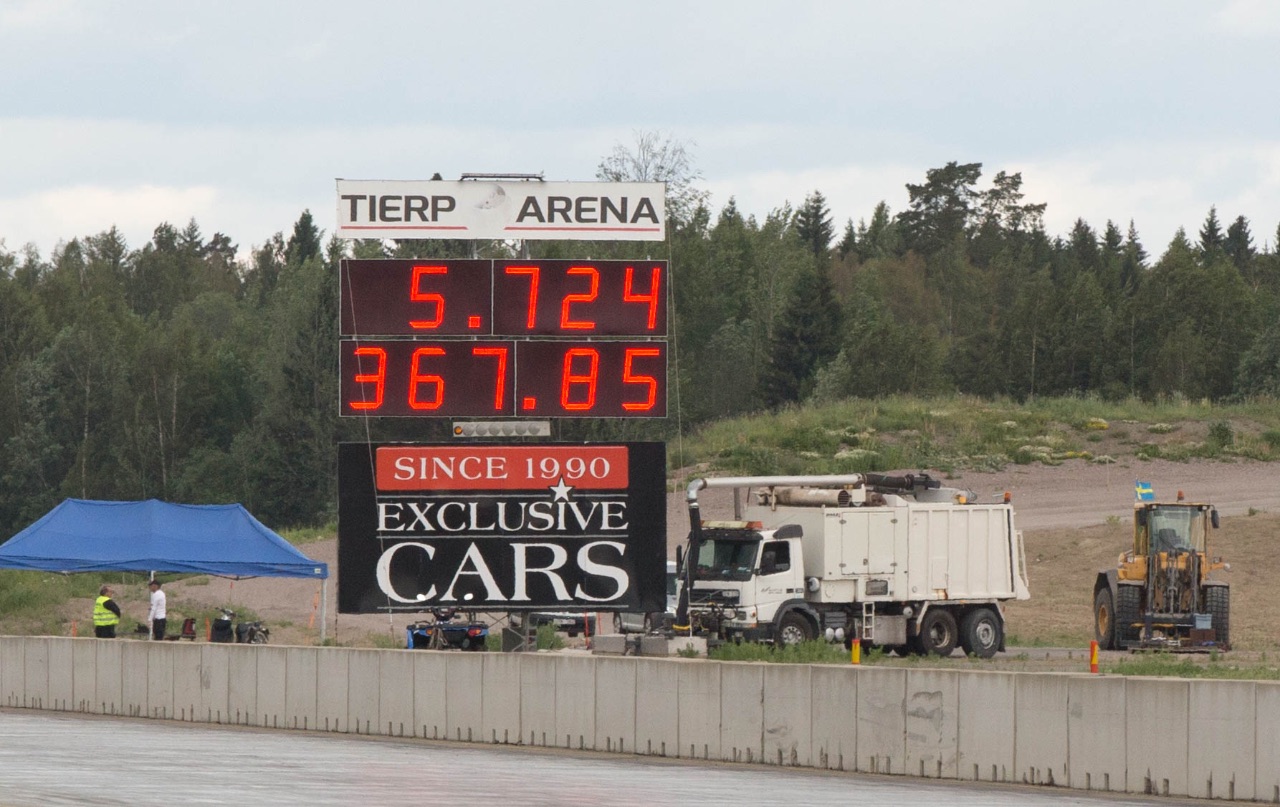 TIERP ARENA
5.724
367.85
SINCE 1990
EXCLUSIVE
CARS